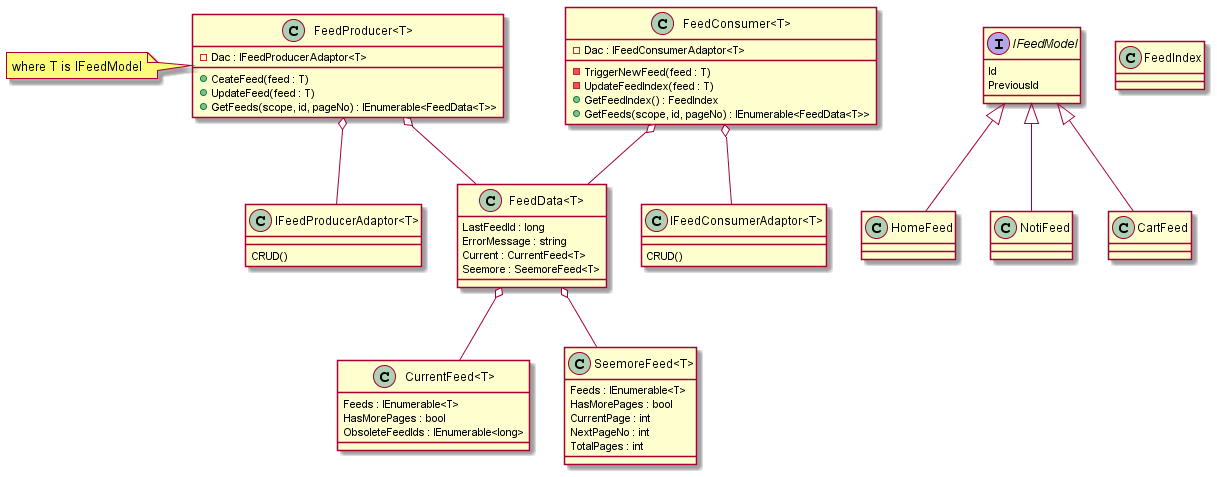 where T is IFeedModel
C FeedProducer<T>
Dac : IFeedProducerAdaptor<T>
CeateFeed(feed : T)
UpdateFeed(feed : T)
GetFeeds(scope, id, pageNo) : IEnumerable<FeedData<T>>
C FeedConsumer<T>
Dac : IFeedConsumerAdaptor<T>
TriggerNewFeed(feed : T)
UpdateFeedIndex(feed : T)
GetFeedIndex() : FeedIndex
GetFeeds(scope, id, pageNo) : IEnumerable<FeedData<T>>
I IFeedModel
Id
PreviousId
C FeedIndex
C IFeedProducerAdaptor<T>
CRUD()
C FeedData<T>
LastFeedId : long
ErrorMessage : string
Current : CurrentFeed<T>
Seemore : SeemoreFeed<T>
C IFeedConsumerAdaptor<T>
CRUD()
C HomeFeed
C NotiFeed
C CartFeed
C CurrentFeed<T>
Feeds : IEnumerable<T>
HasMorePages : bool
ObsoleteFeedIds : IEnumerable<long>
C SeemoreFeed<T>
Feeds : IEnumerable<T>
HasMorePages : bool
CurrentPage : int
NextPageNo : int
TotalPages : int